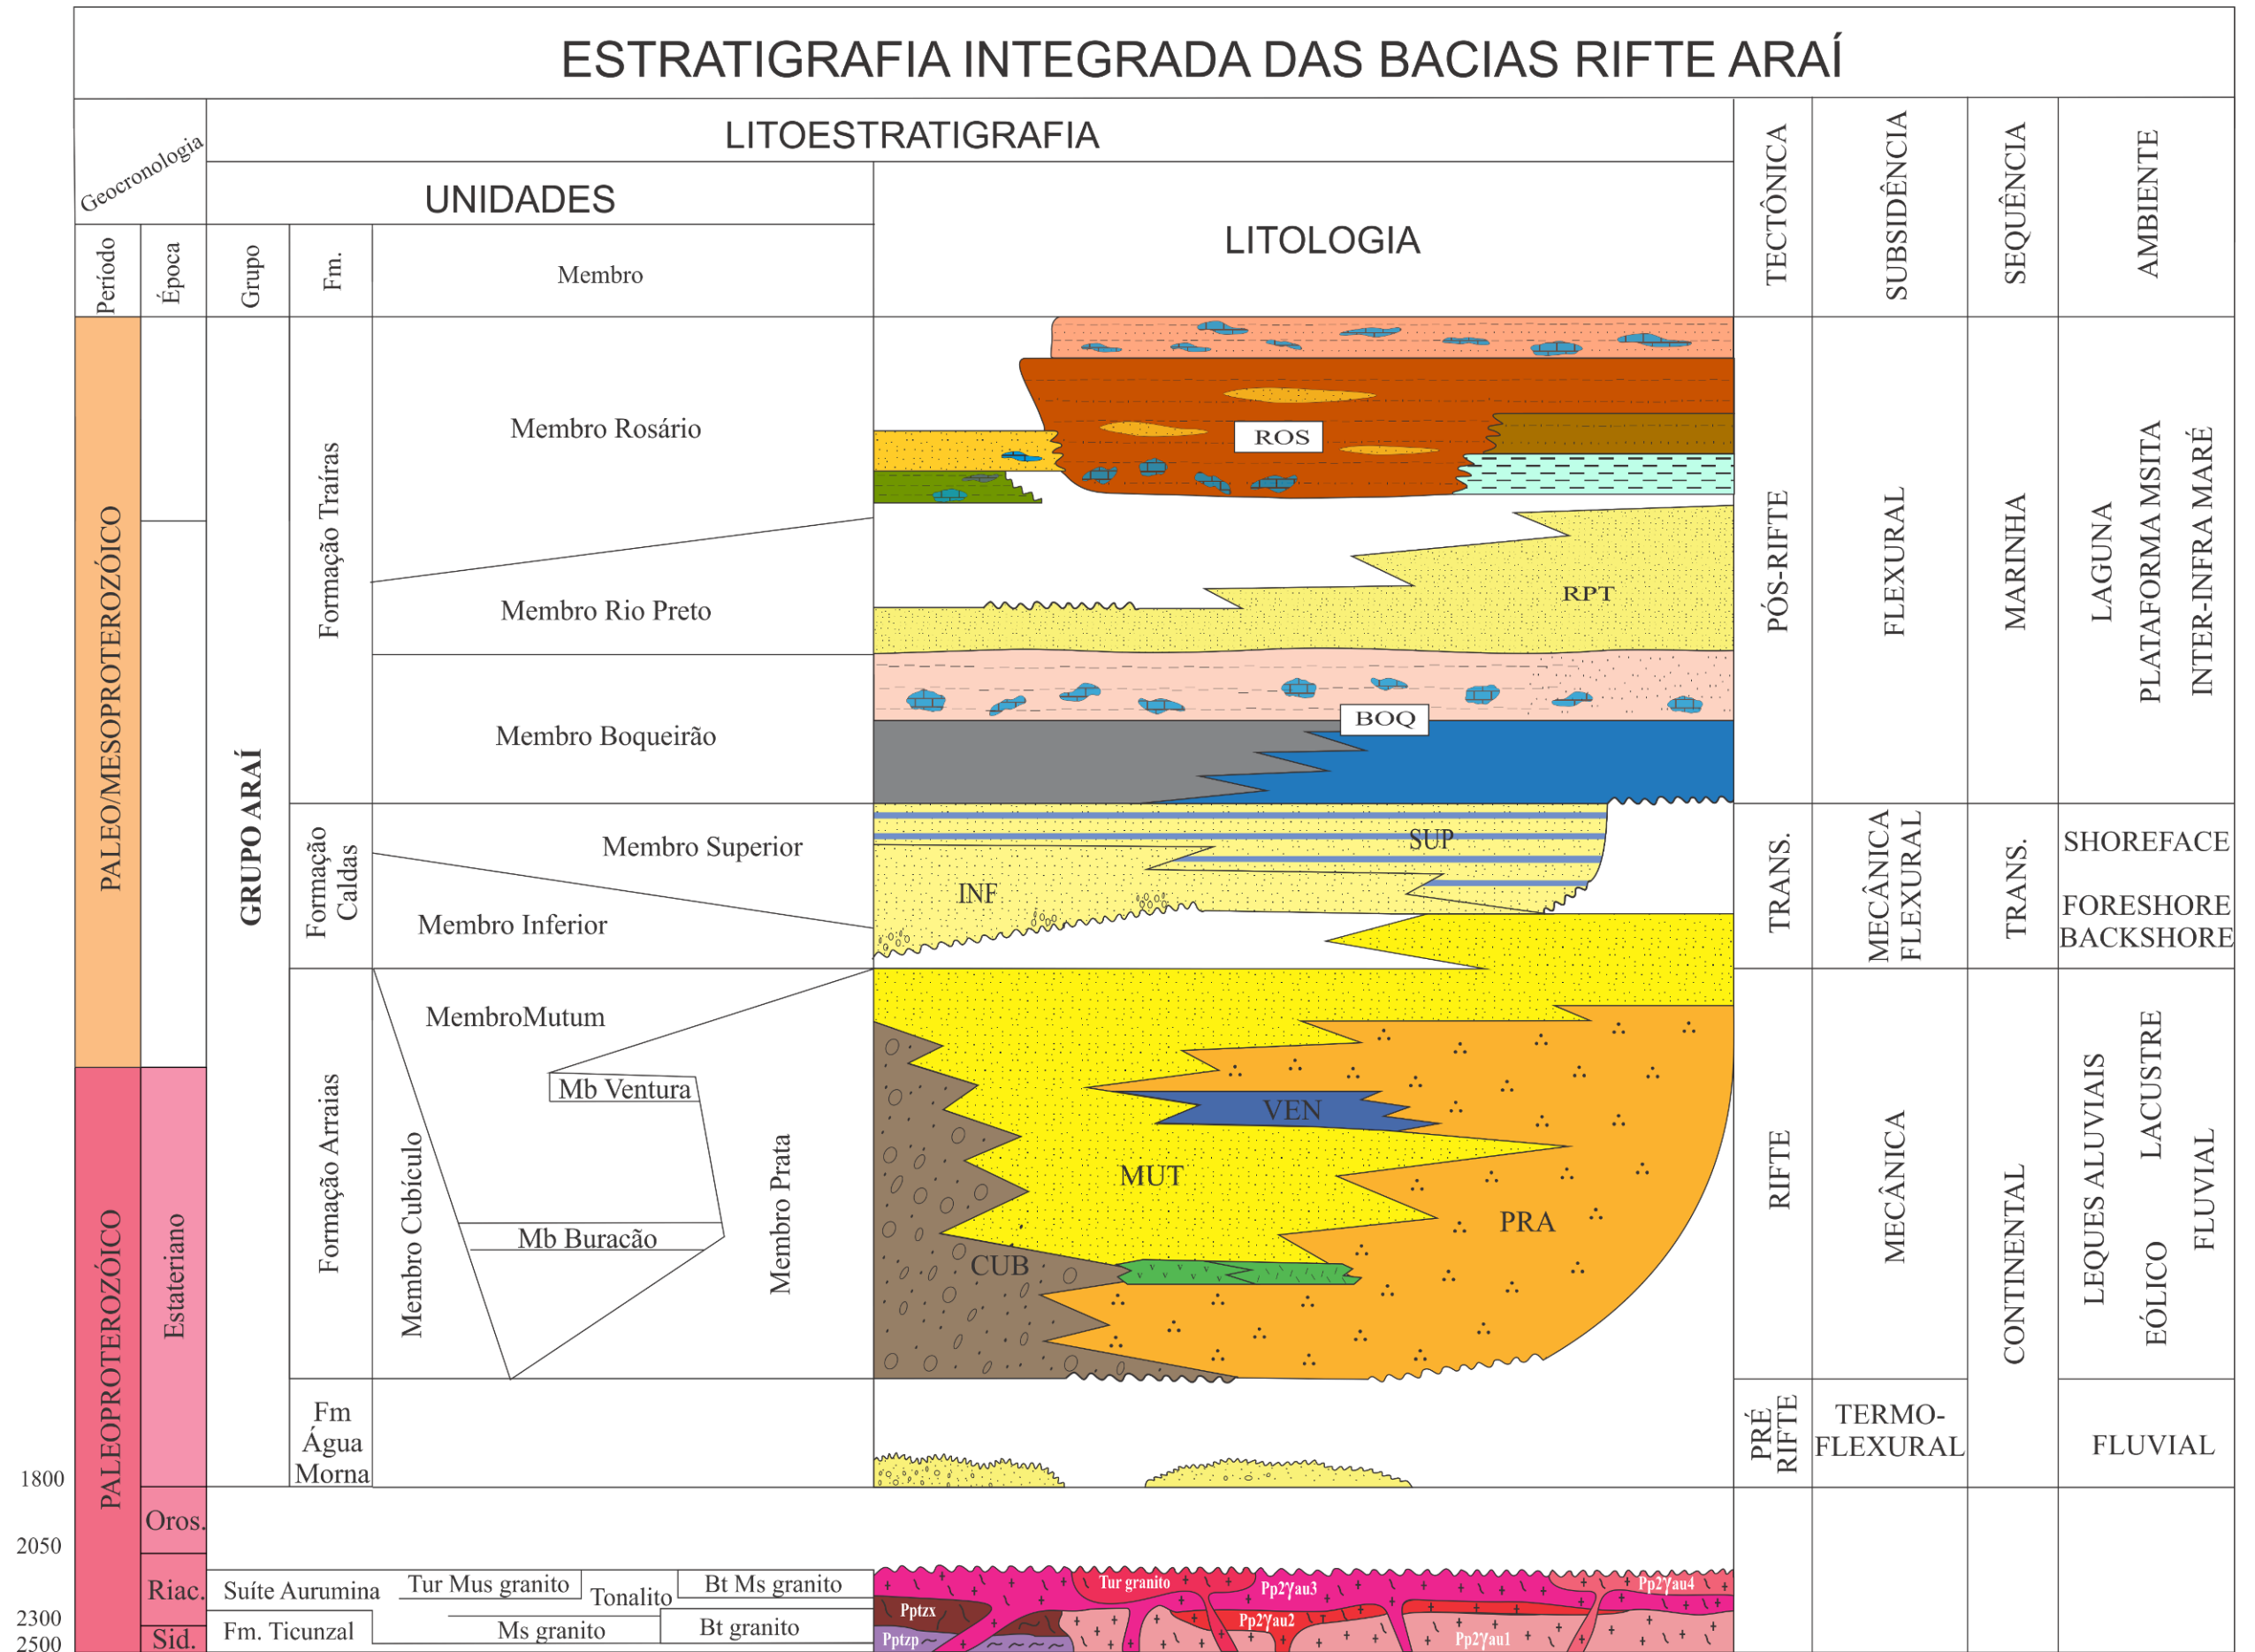 ESTRATIGRAFIA INTEGRADA DAS BACIAS RIFTE ARAÍ
Geocronologia
LITOESTRATIGRAFIA
UNIDADES
LITOLOGIA
TECTÔNICA
SUBSIDÊNCIA
SEQUÊNCIA
AMBIENTE
Período
Época
Grupo
Fm.
Membro
PALEO/MESOPROTEROZÓICO
PALEOPROTEROZÓICO
Estateriano
Oros.
Riac.
Sid.
1800
2050
2300
2500
GRUPO ARAÍ
Formação Traíras
Membro Rosário
Membro Rio Preto
Membro Boqueirão
ROS
RPT
BOQ
PÓS-RIFTE
FLEXURAL
MARINHA
LAGUNA
PLATAFORMA MSITA
INTER-INFRA MARÉ
Formação
Caldas
Membro Superior
Membro Inferior
SUP
INF
TRANS.
MECÂNICA
FLEXURAL
TRANS.
SHOREFACE
FORESHORE
BACKSHORE
Formação Arraias
MembroMutum
Mb Ventura
Mb Buracão
Membro Cubículo
Membro Prata
VEN
MUT
PRA
CUB
RIFTE
MECÂNICA
CONTINENTAL
LEQUES ALUVIAIS
EÓLICO LACUSTRE
FLUVIAL
Fm
Água
Morna
PRÉ
RIFTE
TERMO-
FLEXURAL
FLUVIAL
Suíte Aurumina
Tur Mus granito
Tonalito
Bt Ms granito
Fm. Ticunzal
Ms granito
Bt granito
Tur granito
Pp2γau3
Pp2γau4
Pptzx
Pp2γau2
Pptzp
Pp2γau1